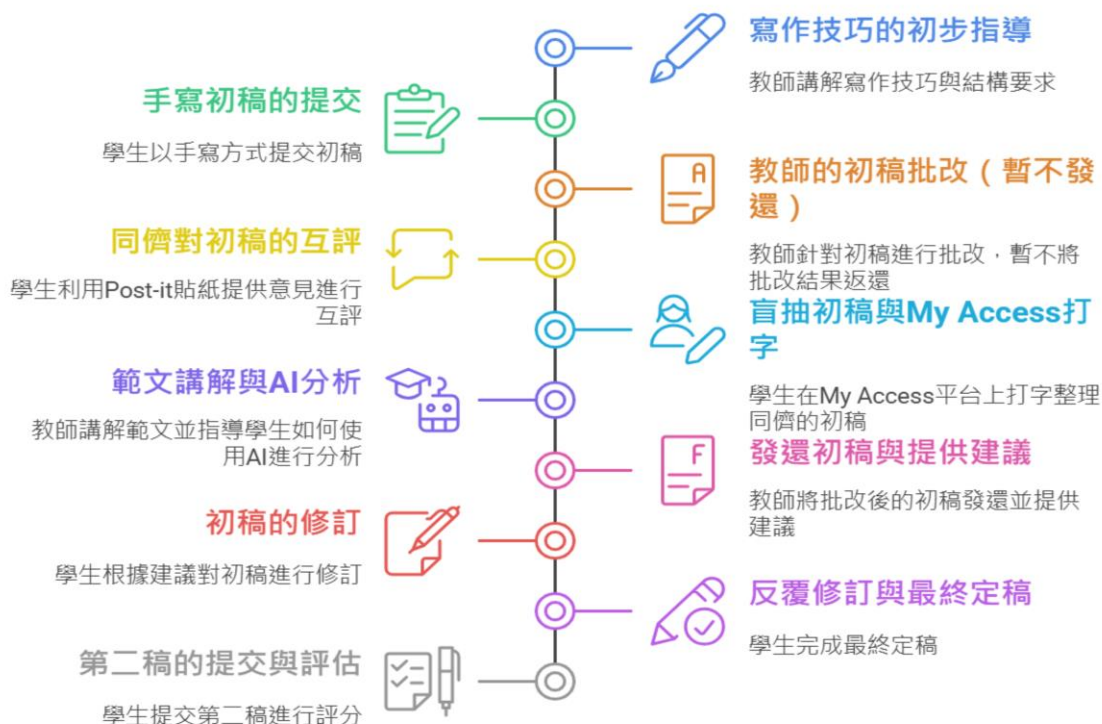 寫作技巧的初步指導
教師講解寫作技巧與結構要求
手寫初稿的提交
學生以手寫方式提交初稿
A
教師的初稿批改（暫不發
還）
教師針對初稿進行批改，暫不將
批改結果返還
同儕對初稿的互評
學生利用Post-it貼紙提供意見進行
互評
盲抽初稿與My Access打
字
學生在My Access平台上打字整理
同儕的初稿
範文講解與AI分析
教師講解範文並指導學生如何使
用AI進行分析
F
發還初稿與提供建議
教師將批改後的初稿發還並提供
建議
初稿的修訂
學生根據建議對初稿進行修訂
反覆修訂與最終定稿
學生完成最終定稿
第二稿的提交與評估
學生提交第二稿進行評分